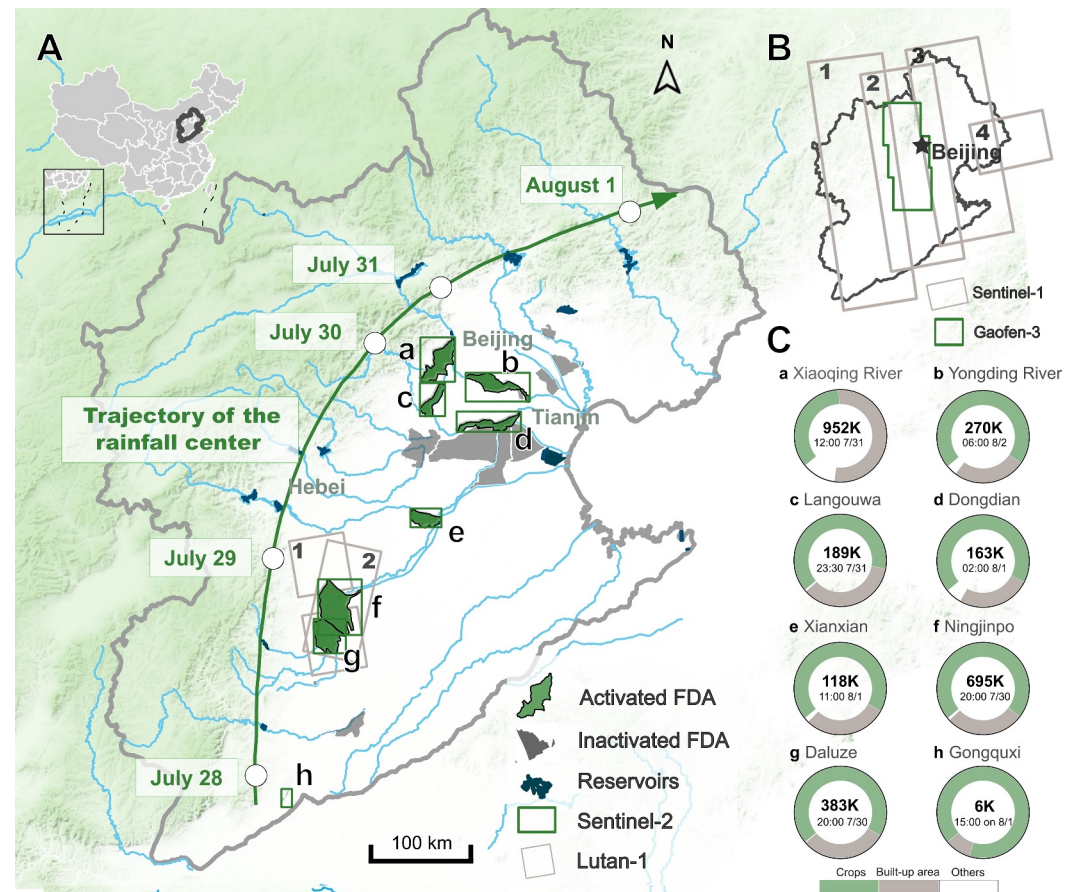 A
N
August 1
July 31
July 30
Beijing
a
b
c
Trajectory of the
rainfall center
Tianjin
d
Hebei
e
July 29
1
2
f
g
July 28
h
Activated FDA
Inactivated FDA
Reservoirs
Sentinel-2
Lutan-1
100 km
B
1
2
3
4
Beijing
Sentinel-1
Gaofen-3
C
a Xiaoqing River
952K
12:00 7/31
b Yongding River
270K
06:00 8/2
c Langouwa
189K
23:30 7/31
d Dongdian
163K
02:00 8/1
e Xianxian
118K
11:00 8/1
f Ningjinpo
695K
20:00 7/30
g Daluze
383K
20:00 7/30
h Gongquxi
6K
15:00 on 8/1
Crops Built-up area Others